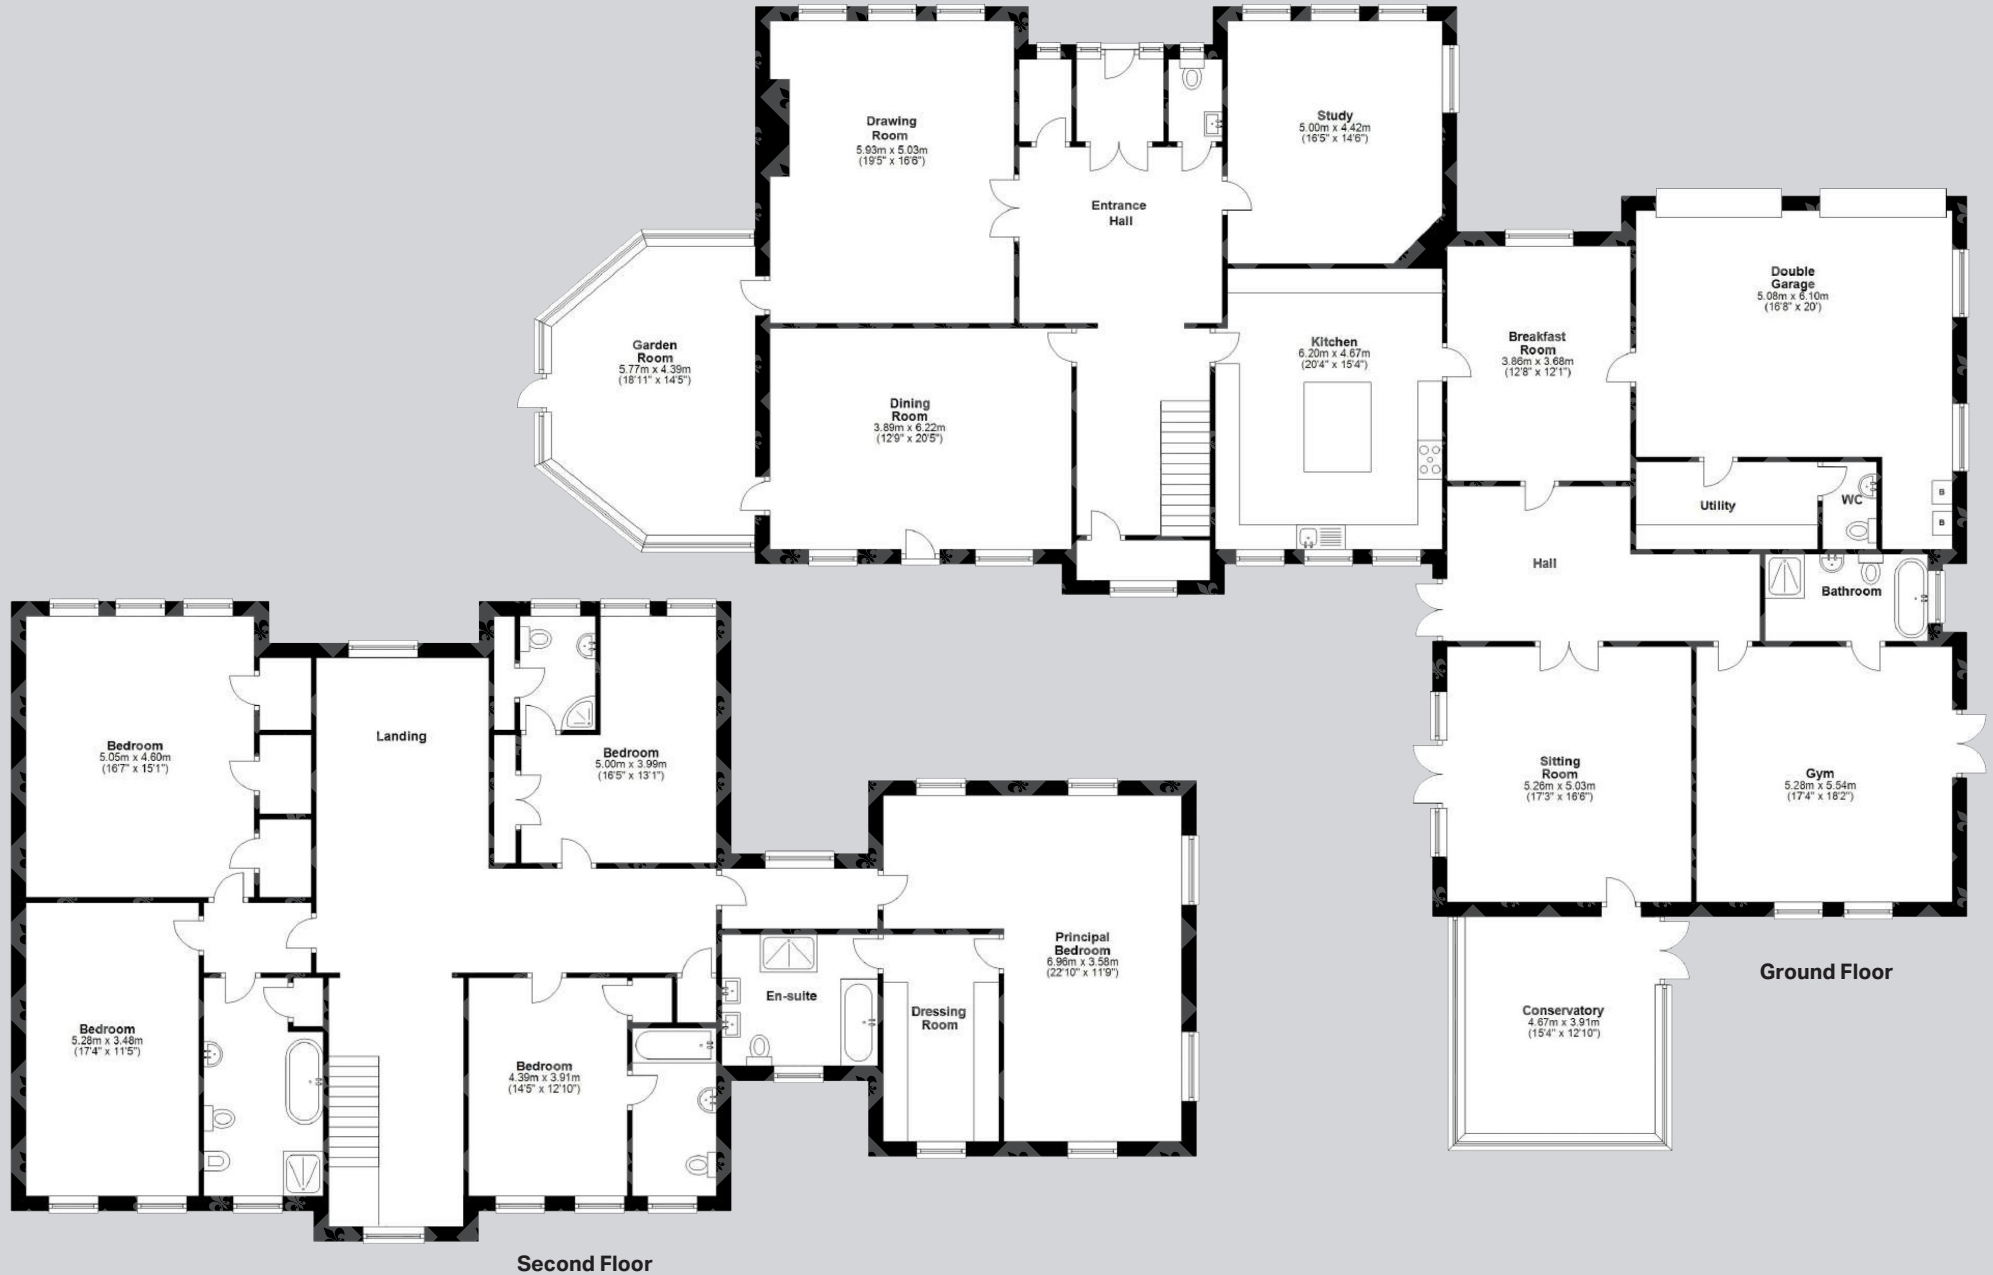 Drawing
Room
5.93m x 5.03m
(19'5" x 16'6")
Study
5.00m x 4.42m
(16'5" x 14'6")
Entrance
Hall
Double
Garage
5.08m x 6.10m
(16'8" x 20')
Garden
Room
5.77m x 4.39m
(18'11" x 14'5")
Kitchen
6.20m x 4.67m
(20'4" x 15'4")
Breakfast
Room
3.86m x 3.68m
(12'8" x 12'1")
Dining
Room
3.89m x 6.22m
(12'9" x 20'5")
Utility
WC
B
B
Hall
Bathroom
Sitting
Room
5.26m x 5.03m
(17'3" x 16'6")
Gym
5.28m x 5.54m
(17'4" x 18'2")
Conservatory
4.67m x 3.91m
(15'4" x 12'10")
Ground Floor
Bedroom
5.05m x 4.60m
(16'7" x 15'1")
Landing
Bedroom
5.00m x 3.99m
(16'5" x 13'1")
Principal
Bedroom
6.96m x 3.58m
(22'10" x 11'9")
En-suite
Dressing
Room
Bedroom
5.28m x 3.48m
(17'4" x 11'5")
Bedroom
4.39m x 3.91m
(14'5" x 12'10")
Second Floor